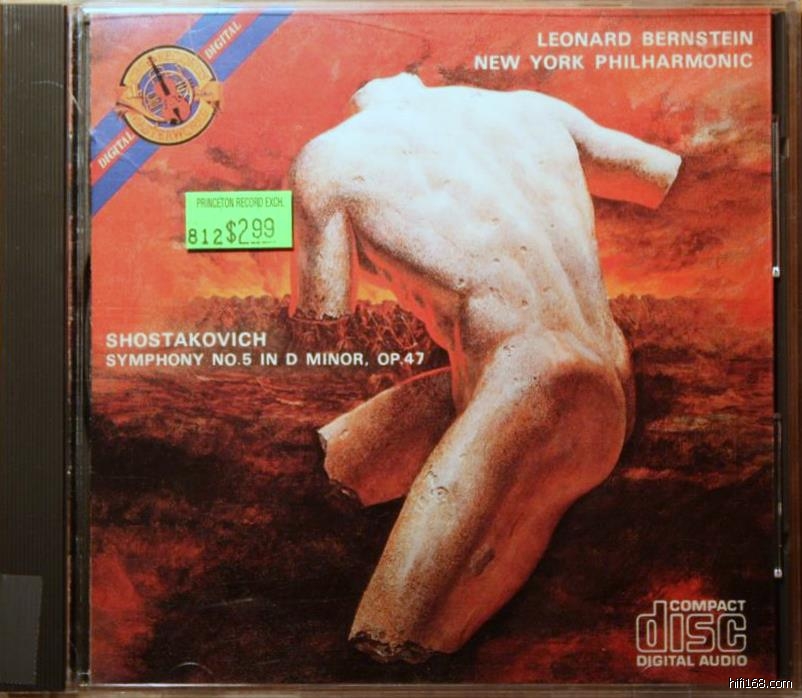 LEONARD BERNSTEIN
NEW YORK PHILHARMONIC
DIGITAL
DIGITAL
MASTERWORKS
PRINCETON RECORD EXCH.
812 $2.99
SHOSTAKOVICH
SYMPHONY NO.5 IN D MINOR, OP.47
COMPACT
disc
DIGITAL AUDIO
hifi168.com